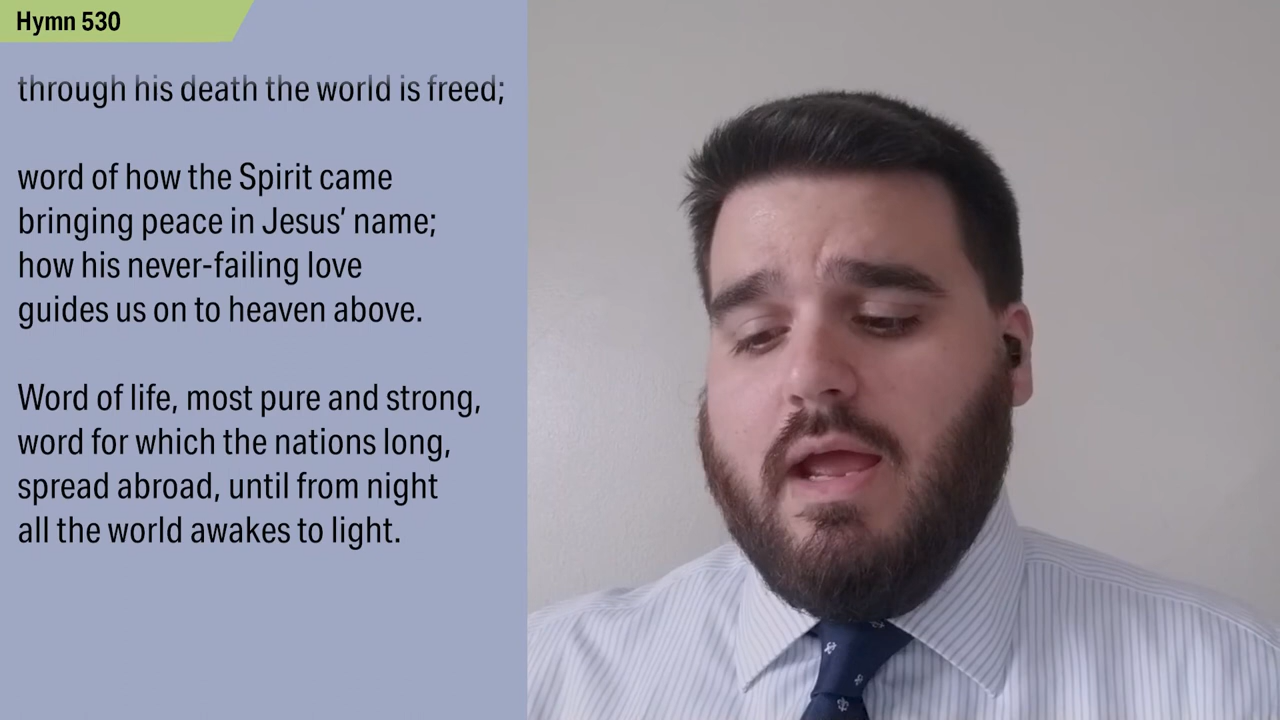 Hymn 530
through his death the world is freed;
word of how the Spirit came
bringing peace in Jesus’ name;
how his never-failing love
guides us on to heaven above.
Word of life, most pure and strong,
word for which the nations long,
spread abroad, until from night
all the world awakes to light.